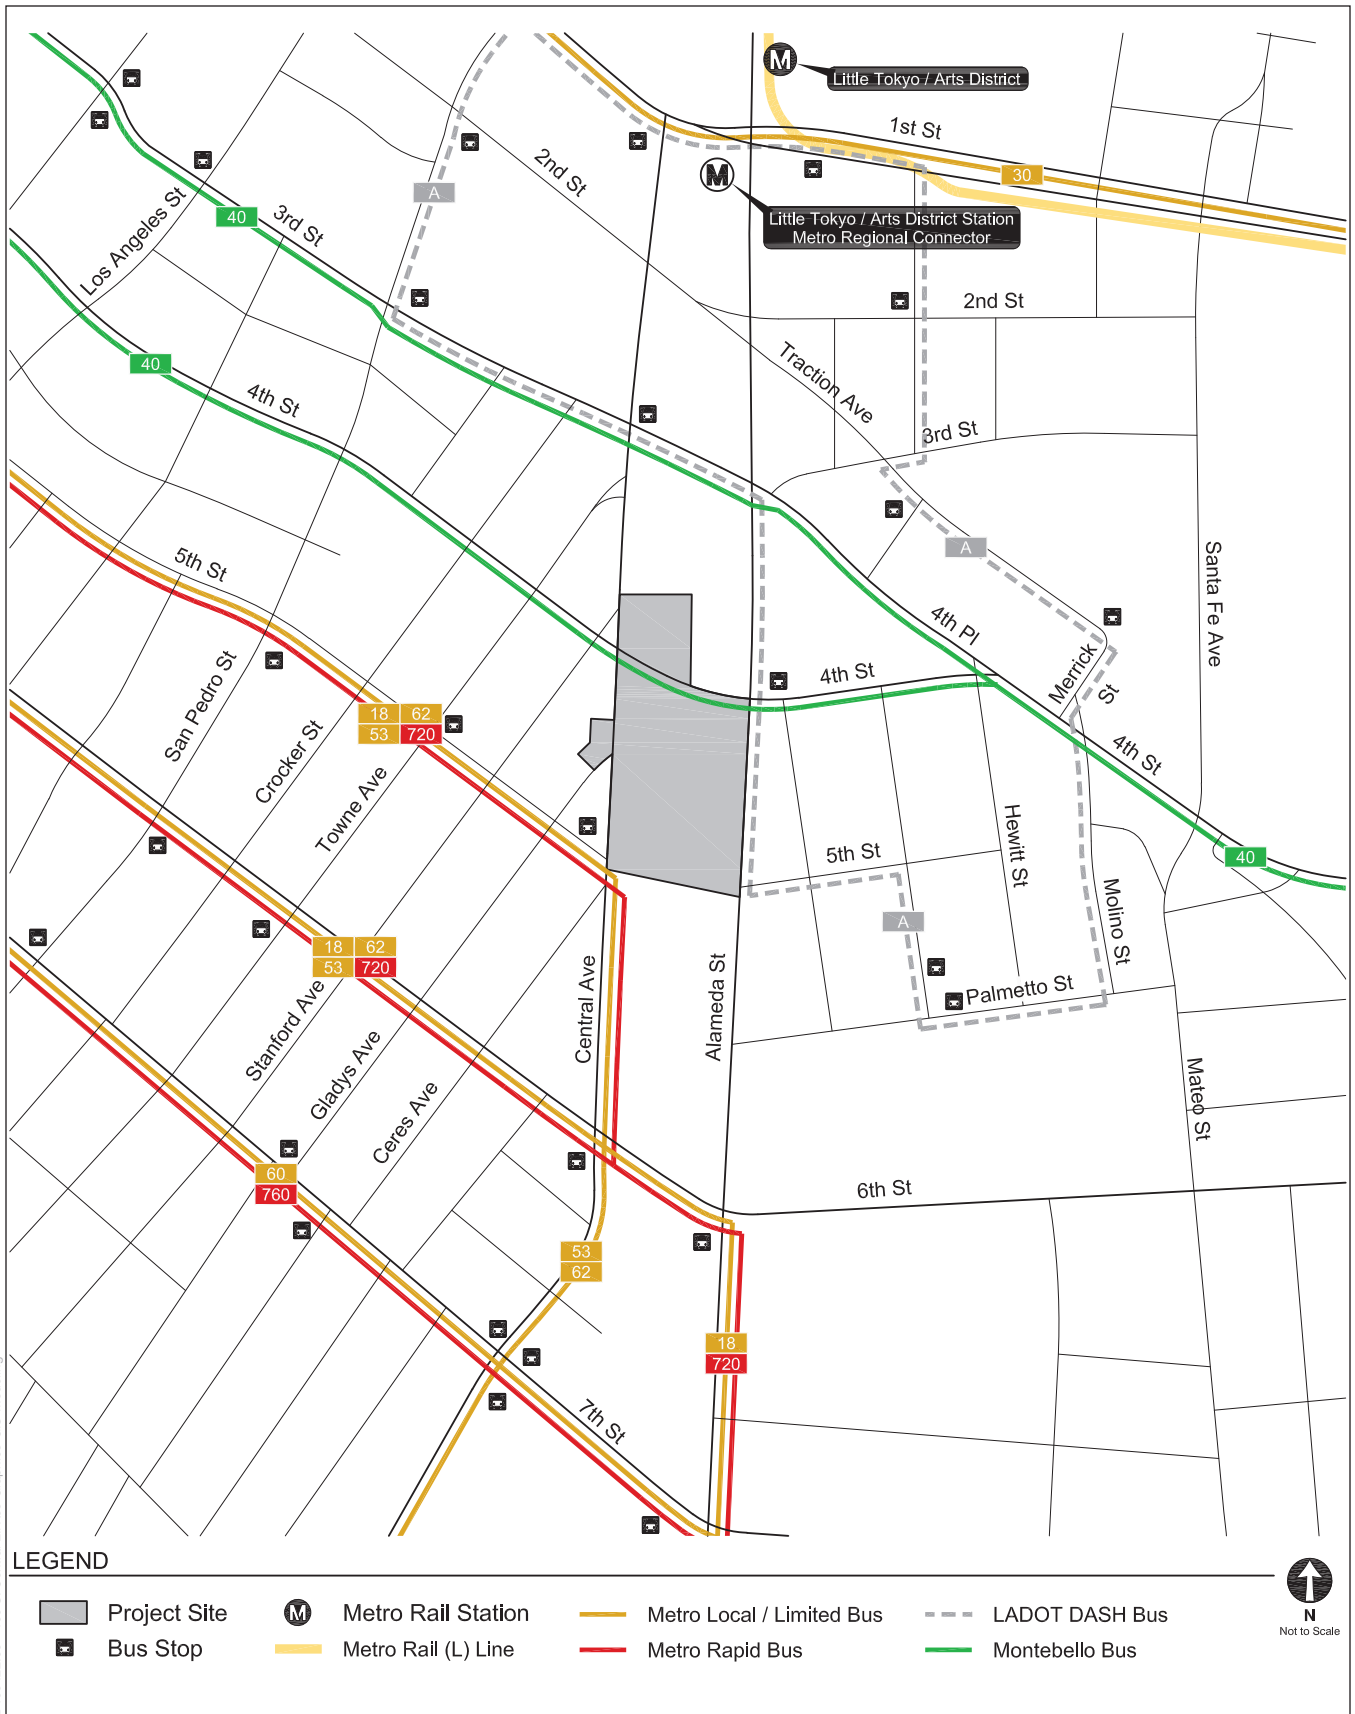 M
Little Tokyo / Arts District
1st St
2nd St
A
M
30
Los Angeles St
40
3rd St
Little Tokyo / Arts District Station
Metro Regional Connector
2nd St
40
4th St
Traction Ave
3rd St
5th St
A
Santa Fe Ave
4th Pl
Merrick
St
San Pedro St
4th St
18 62
53 720
Crocker St
Towne Ave
4th St
Hewitt St
5th St
40
A
Molino St
18 62
53 720
Stanford Ave
Central Ave
Alameda St
Palmetto St
Gladys Ave
Ceres Ave
Mateo St
60
760
6th St
53
62
18
720
7th St
LEGEND
Project Site
M Metro Rail Station
Metro Local / Limited Bus
LADOT DASH Bus
Bus Stop
Metro Rail (L) Line
Metro Rapid Bus
Montebello Bus
N
Not to Scale